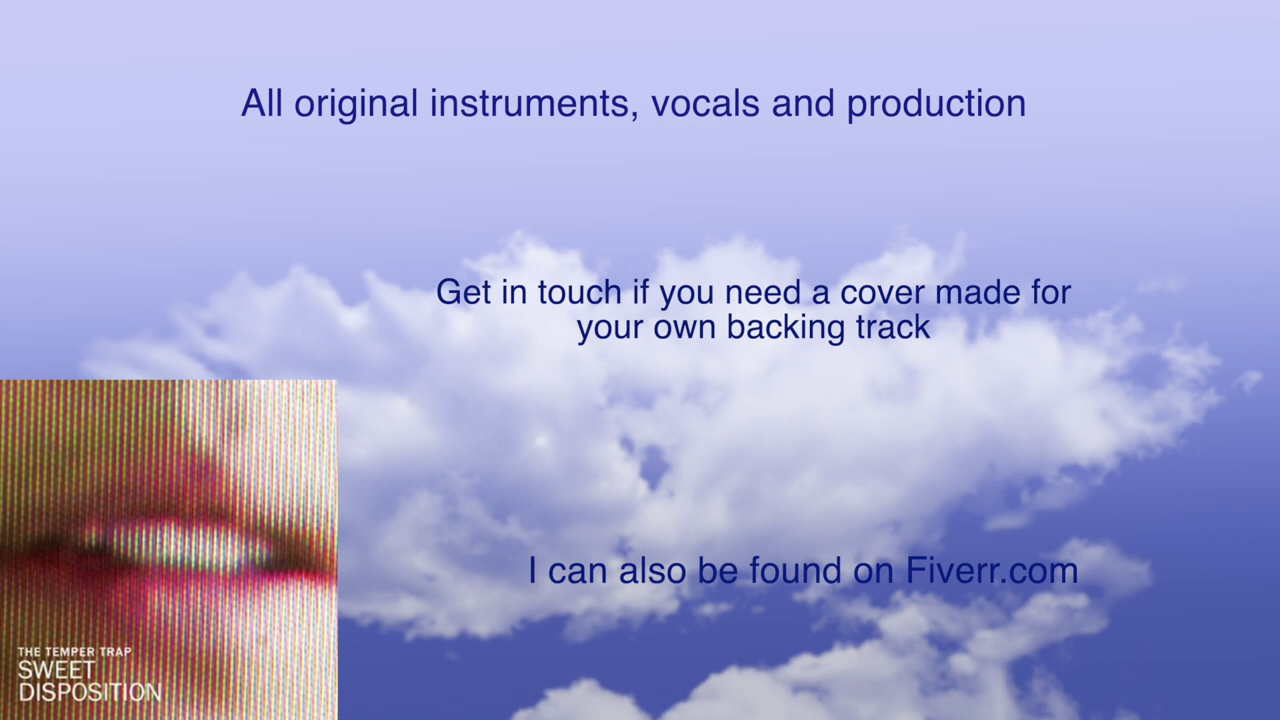 All original instruments, vocals and production
Get in touch if you need a cover made for
your own backing track
I can also be found on Fiverr.com
THE TEMPER TRAP
SWEET
DISPOSITION